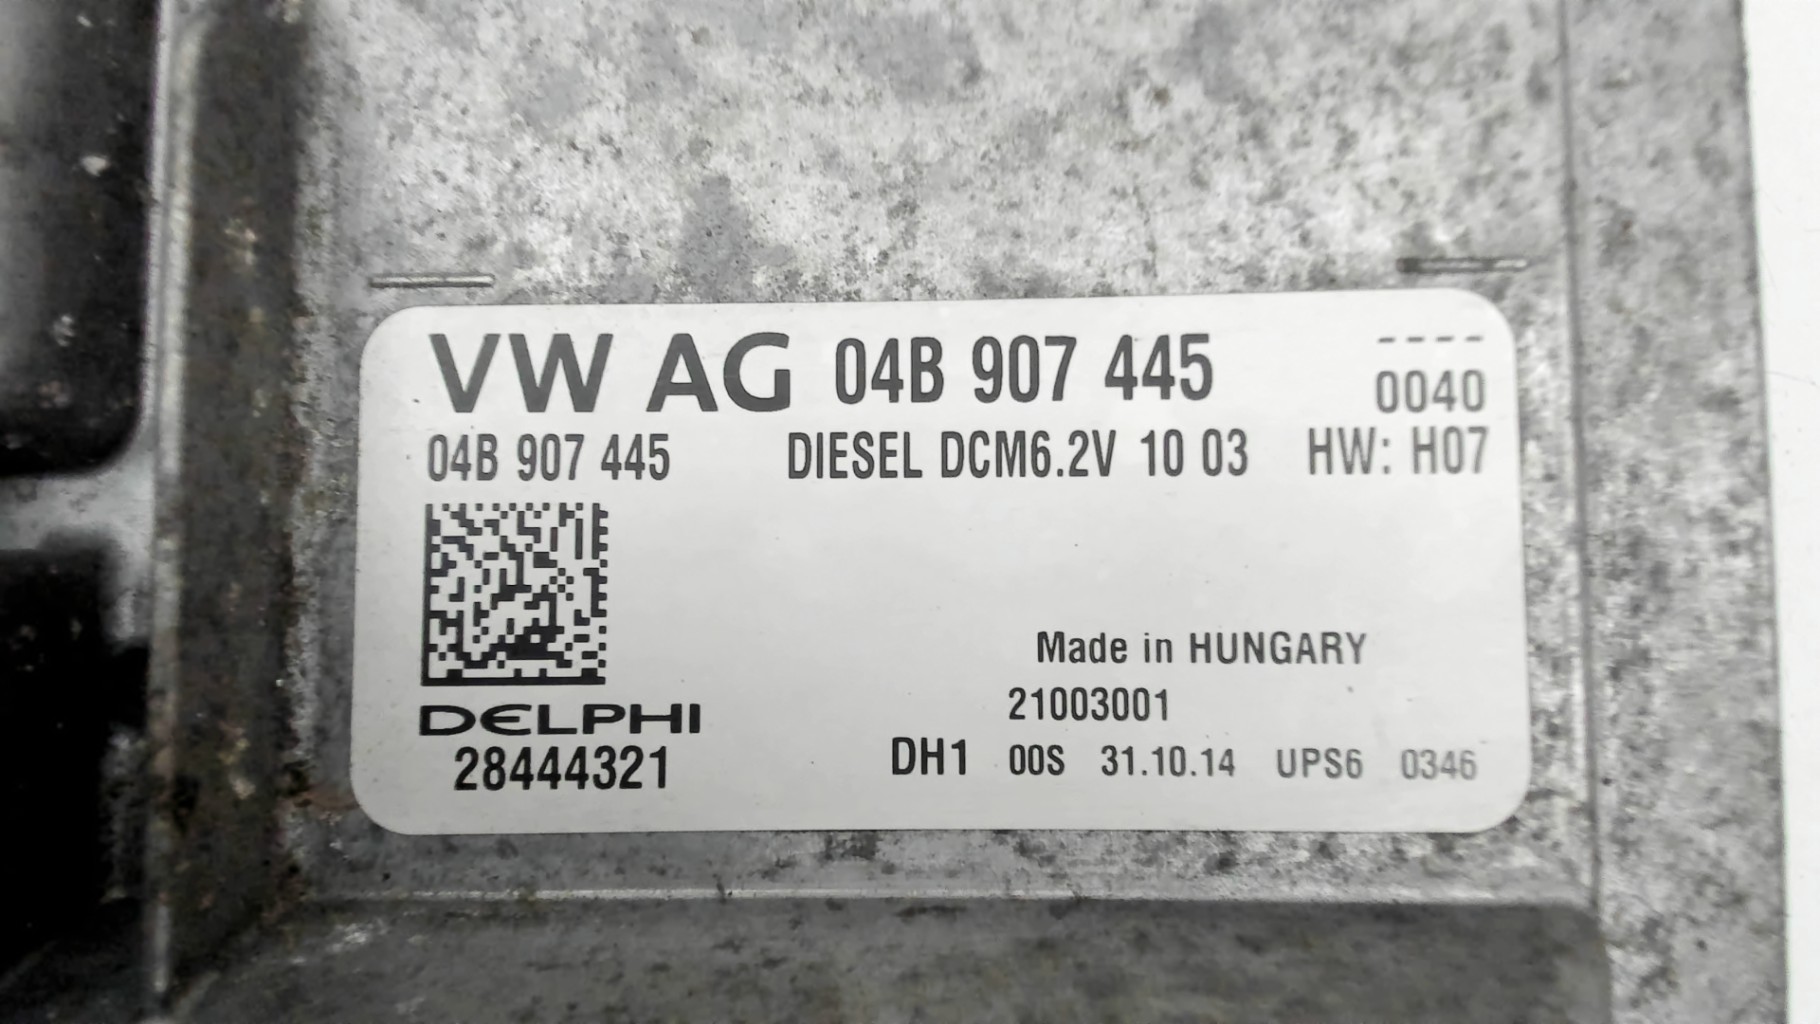 VW AG 04B 907 445 ----
0040
04B 907 445 DIESEL DCM6.2V 10 03 HW: H07
Made in HUNGARY
DELPHI 21003001
28444321 DH1 00S 31.10.14 UPS6 0346